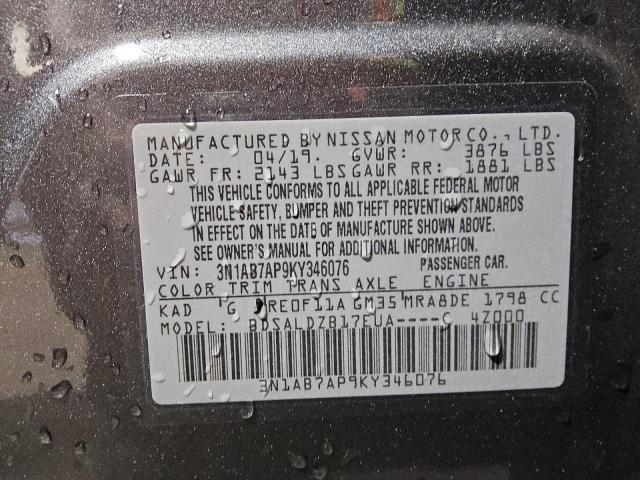 MANUFACTURED BY NISSAN MOTOR CO., LTD.
DATE: 04/19. GVWR: 3876 LBS
GAWR FR: 2143 LBS GAWR RR: 1881 LBS
THIS VEHICLE CONFORMS TO ALL APPLICABLE FEDERAL MOTOR
VEHICLE SAFETY, BUMPER AND THEFT PREVENTION STANDARDS
IN EFFECT ON THE DATE OF MANUFACTURE SHOWN ABOVE.
SEE OWNER'S MANUAL FOR ADDITIONAL INFORMATION.
VIN: 3N1AB7AP9KY346076 PASSENGER CAR.
COLOR TRIM TRANS AXLE ENGINE
KAD G RE0F11A GM35 MRA8DE 1798 CC
MODEL: BDSALDZB17EUA----C 4Z000
3N1AB7AP9KY346076